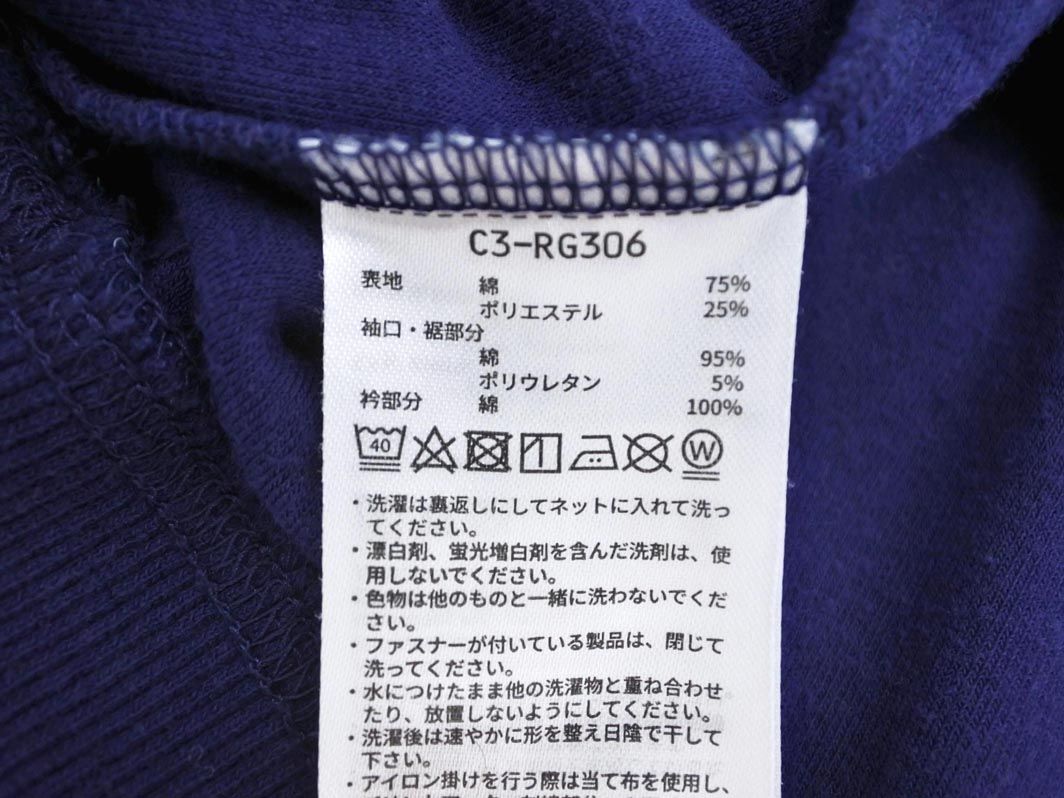 C3-RG306
表地 綿 75%
ポリエステル 25%
袖口・裾部分
綿 95%
ポリウレタン 5%
衿部分 綿 100%
40 W
・洗濯は裏返しにしてネットに入れて洗っ
てください。
・漂白剤、蛍光増白剤を含んだ洗剤は、使
用しないでください。
・色物は他のものと一緒に洗わないでくだ
さい。
・ファスナーが付いている製品は、閉じて
洗ってください。
・水につけたまま他の洗濯物と重ね合わせ
たり、放置しないようにしてください。
・洗濯後は速やかに形を整え日陰で干して
下さい。
・アイロン掛けを行う際は当て布を使用し、